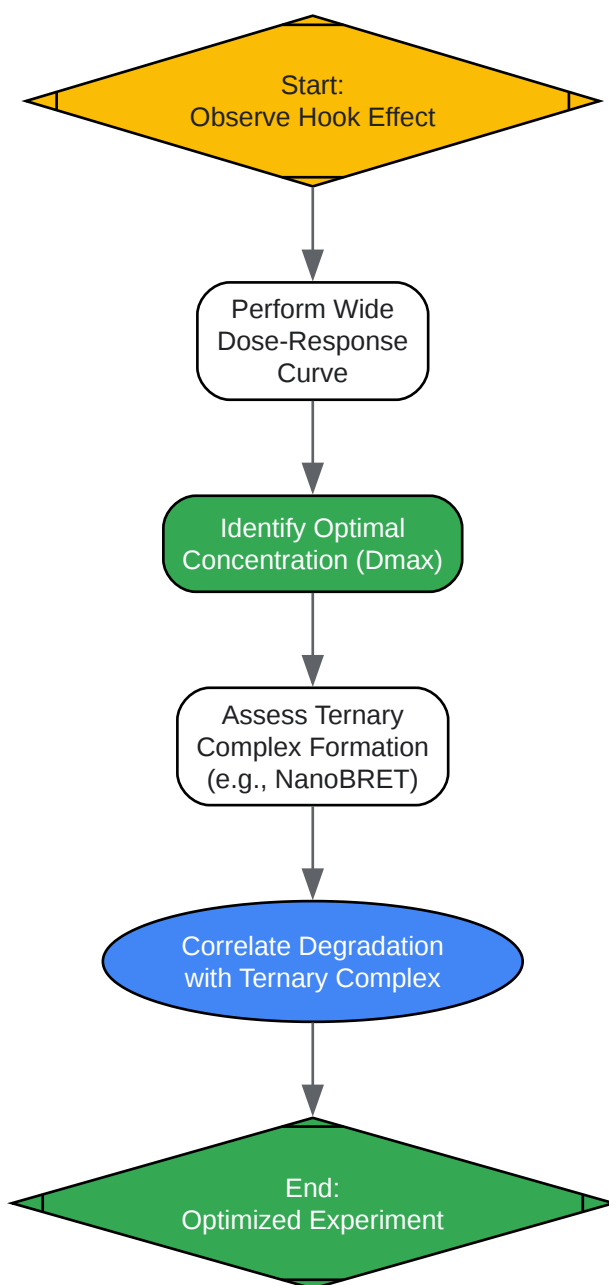 Start:
Observe Hook Effect
Perform Wide
Dose-Response
Curve
Identify Optimal
Concentration (Dmax)
Assess Ternary
Complex Formation
(e.g., NanoBRET)
Correlate Degradation
with Ternary Complex
End:
Optimized Experiment